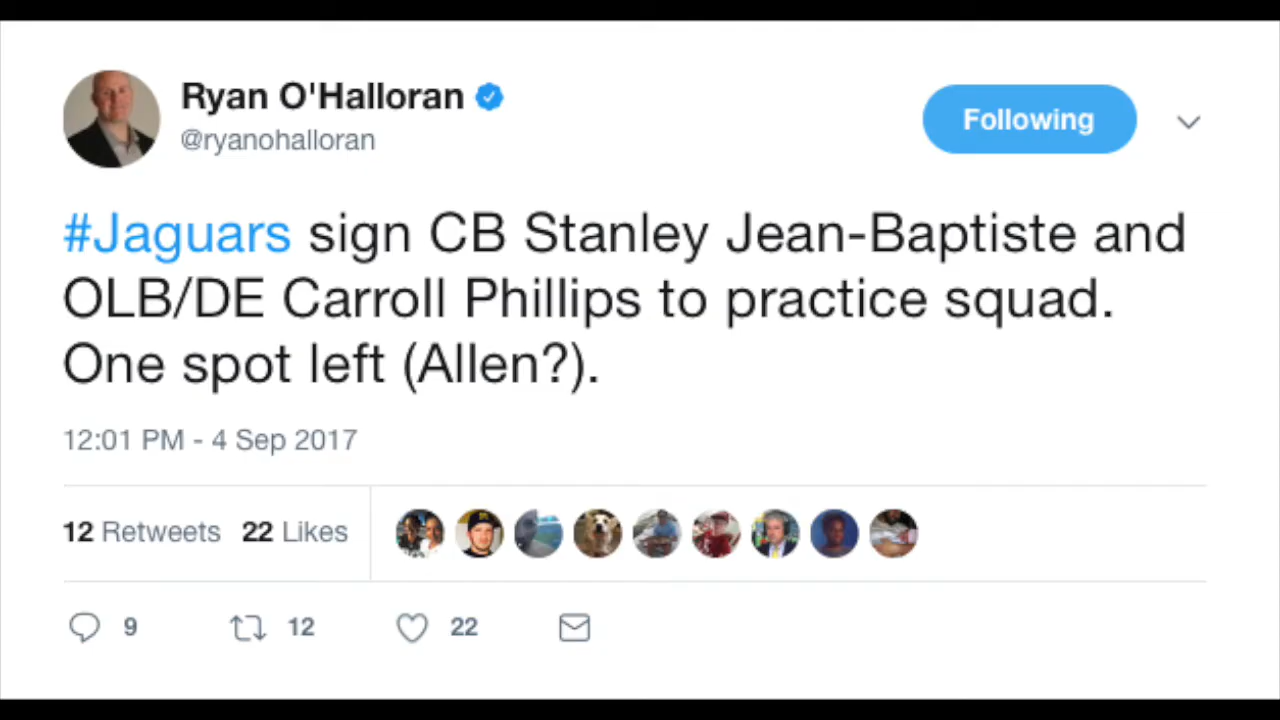 Ryan O'Halloran
@ryanohalloran
Following
#Jaguars sign CB Stanley Jean-Baptiste and
OLB/DE Carroll Phillips to practice squad.
One spot left (Allen?).
12:01 PM - 4 Sep 2017
12 Retweets 22 Likes
9 12 22